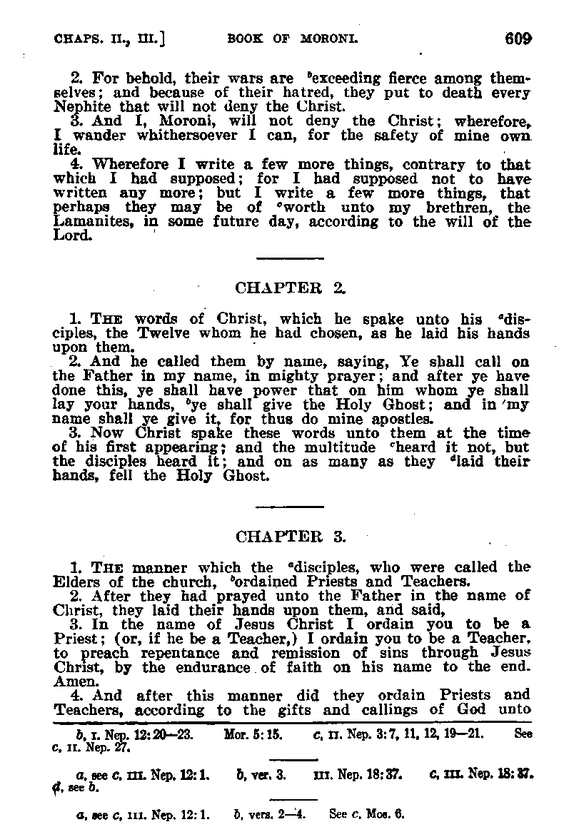 CHAPS. II., III.] BOOK OF MORONI. 609
2. For behold, their wars are ᵇexceeding fierce among them-
selves; and because of their hatred, they put to death every
Nephite that will not deny the Christ.
3. And I, Moroni, will not deny the Christ; wherefore,
I wander whithersoever I can, for the safety of mine own
life.
4. Wherefore I write a few more things, contrary to that
which I had supposed; for I had supposed not to have
written any more; but I write a few more things, that
perhaps they may be of ᶜworth unto my brethren, the
Lamanites, in some future day, according to the will of the
Lord.
CHAPTER 2.
1. THE words of Christ, which he spake unto his ᵃdis-
ciples, the Twelve whom he had chosen, as he laid his hands
upon them.
2. And he called them by name, saying, Ye shall call on
the Father in my name, in mighty prayer; and after ye have
done this, ye shall have power that on him whom ye shall
lay your hands, ᵇye shall give the Holy Ghost; and in my
name shall ye give it, for thus do mine apostles.
3. Now Christ spake these words unto them at the time
of his first appearing; and the multitude ᶜheard it not, but
the disciples heard it; and on as many as they ᵈlaid their
hands, fell the Holy Ghost.
CHAPTER 3.
1. THE manner which the ᵃdisciples, who were called the
Elders of the church, ᵇordained Priests and Teachers.
2. After they had prayed unto the Father in the name of
Christ, they laid their hands upon them, and said,
3. In the name of Jesus Christ I ordain you to be a
Priest; (or, if he be a Teacher,) I ordain you to be a Teacher,
to preach repentance and remission of sins through Jesus
Christ, by the endurance of faith on his name to the end.
Amen.
4. And after this manner did they ordain Priests and
Teachers, according to the gifts and callings of God unto
b, I. Nep. 12: 20—23. Mor. 5: 15. c, II. Nep. 3: 7, 11, 12, 19—21. See
c, II. Nep. 27.
a, see c, III. Nep. 12: 1. b, ver. 3. III. Nep. 18: 37. c, III. Nep. 18: 37.
d, see b.
a, see c, III. Nep. 12: 1. b, vers. 2—4. See c, Mos. 6.